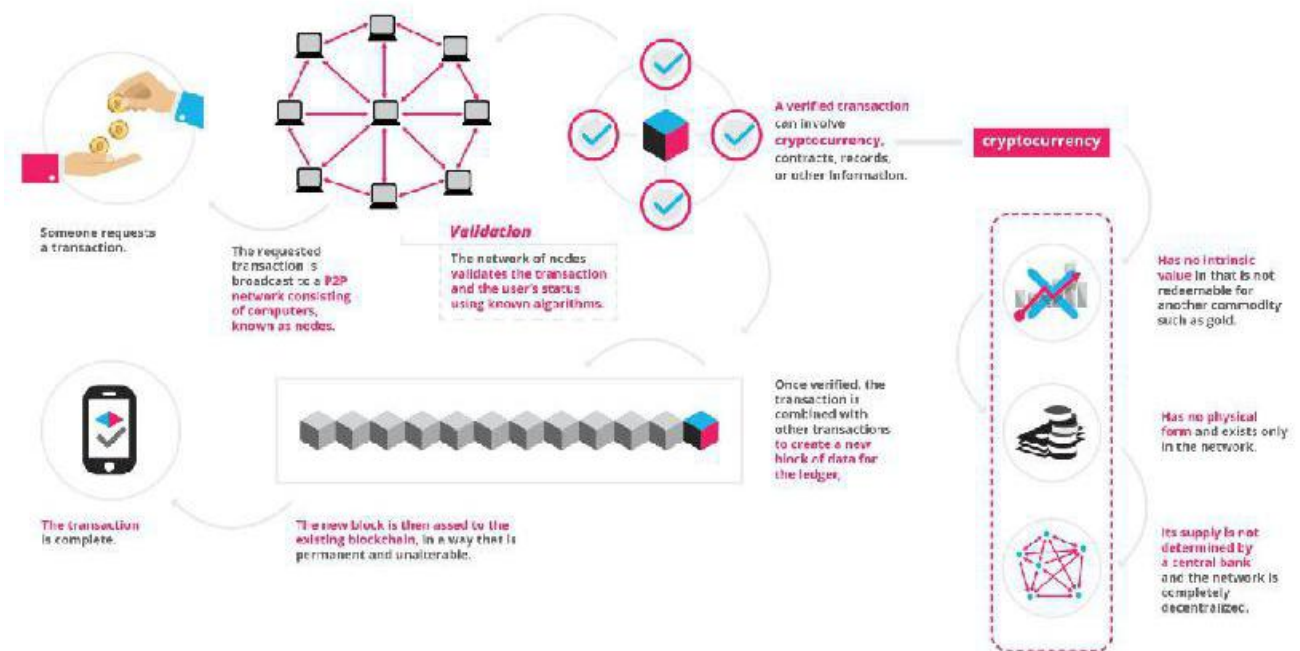 Someone requests
a transaction.
The requested
transaction is
broadcast to a P2P
network consisting
of computers,
known as nodes.
Validation
The network of nodes
validates the transaction
and the user's status
using known algorithms.
A verified transaction
can involve
cryptocurrency,
contracts, records,
or other information.
cryptocurrency
Has no intrinsic
value in that is not
redeemable for
another commodity
such as gold.
Has no physical
form and exists only
in the network.
Its supply is not
determined by
a central bank
and the network is
completely
decentralized.
Once verified, the
transaction is
combined with
other transactions
to create a new
block of data for
the ledger,
The new block is then assed to the
existing blockchain, in a way that is
permanent and unalterable.
The transaction
is complete.